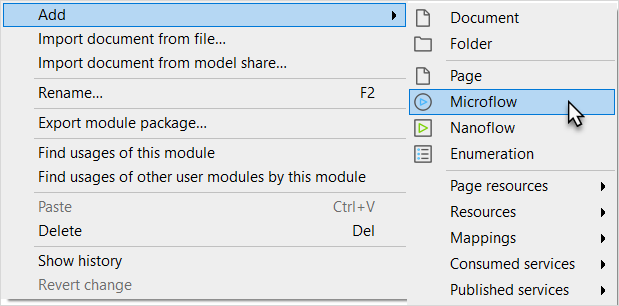 Add
Import document from file...
Import document from model share...
Rename... F2
Export module package...
Find usages of this module
Find usages of other user modules by this module
Paste Ctrl+V
Delete Del
Show history
Revert change
Document
Folder
Page
Microflow
Nanoflow
Enumeration
Page resources
Resources
Mappings
Consumed services
Published services